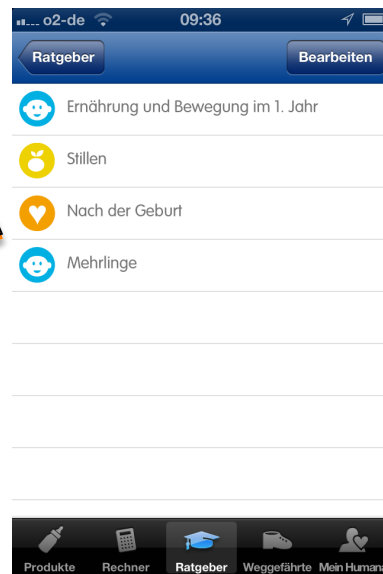 o2-de 09:36
Ratgeber Bearbeiten
Ernährung und Bewegung im 1. Jahr
Stillen
Nach der Geburt
Mehrlinge
Produkte Rechner Ratgeber Weggefährte Mein Humana